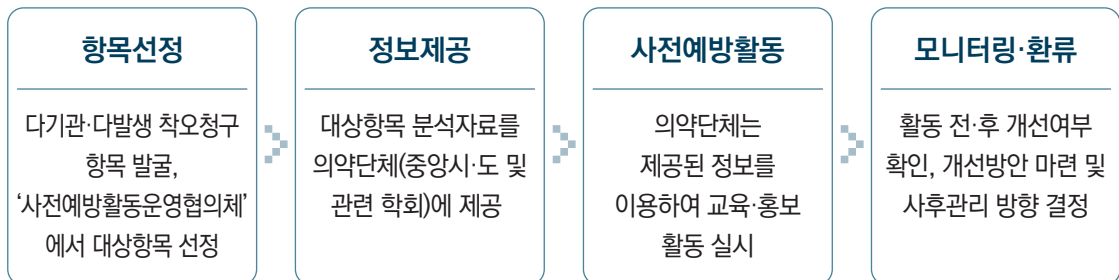 항목선정
다기관·다발생 착오청구
항목 발굴,
‘사전예방활동운영협의체’
에서 대상항목 선정
정보제공
대상항목 분석자료를
의약단체(중앙시·도 및
관련 학회)에 제공
사전예방활동
의약단체는
제공된 정보를
이용하여 교육·홍보
활동 실시
모니터링·환류
활동 전·후 개선여부
확인, 개선방안 마련 및
사후관리 방향 결정